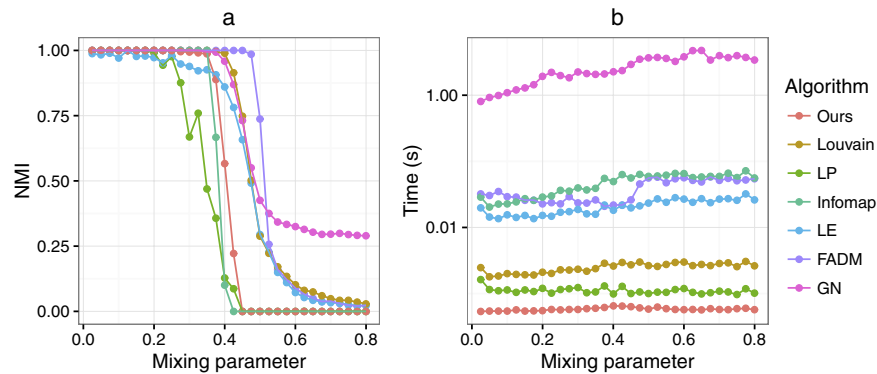 a
1.00
0.75
0.50
0.25
0.00
NMI
0.0
0.2
0.4
0.6
0.8
Mixing parameter
b
1.00
0.01
Time (s)
0.0
0.2
0.4
0.6
0.8
Mixing parameter
Algorithm
Ours
Louvain
LP
Infomap
LE
FADM
GN